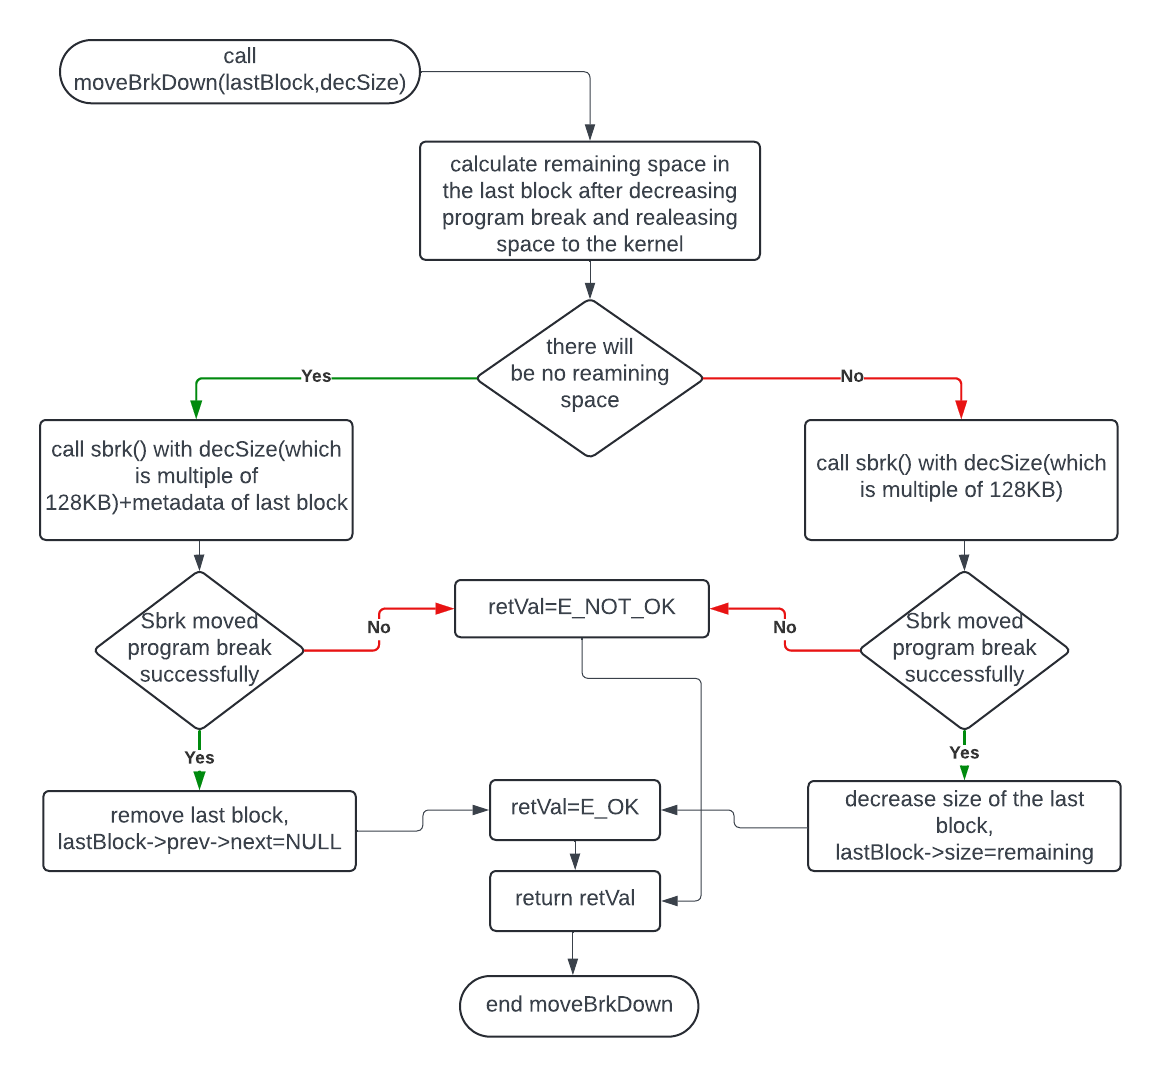 call
moveBrkDown(lastBlock,decSize)
calculate remaining space in
the last block after decreasing
program break and realeasing
space to the kernel
there will
be no reamining
space
Yes
No
call sbrk() with decSize(which
is multiple of
128KB)+metadata of last block
call sbrk() with decSize(which
is multiple of 128KB)
Sbrk moved
program break
successfully
No
retVal=E_NOT_OK
No
Sbrk moved
program break
successfully
Yes
Yes
remove last block,
lastBlock->prev->next=NULL
retVal=E_OK
decrease size of the last
block,
lastBlock->size=remaining
return retVal
end moveBrkDown